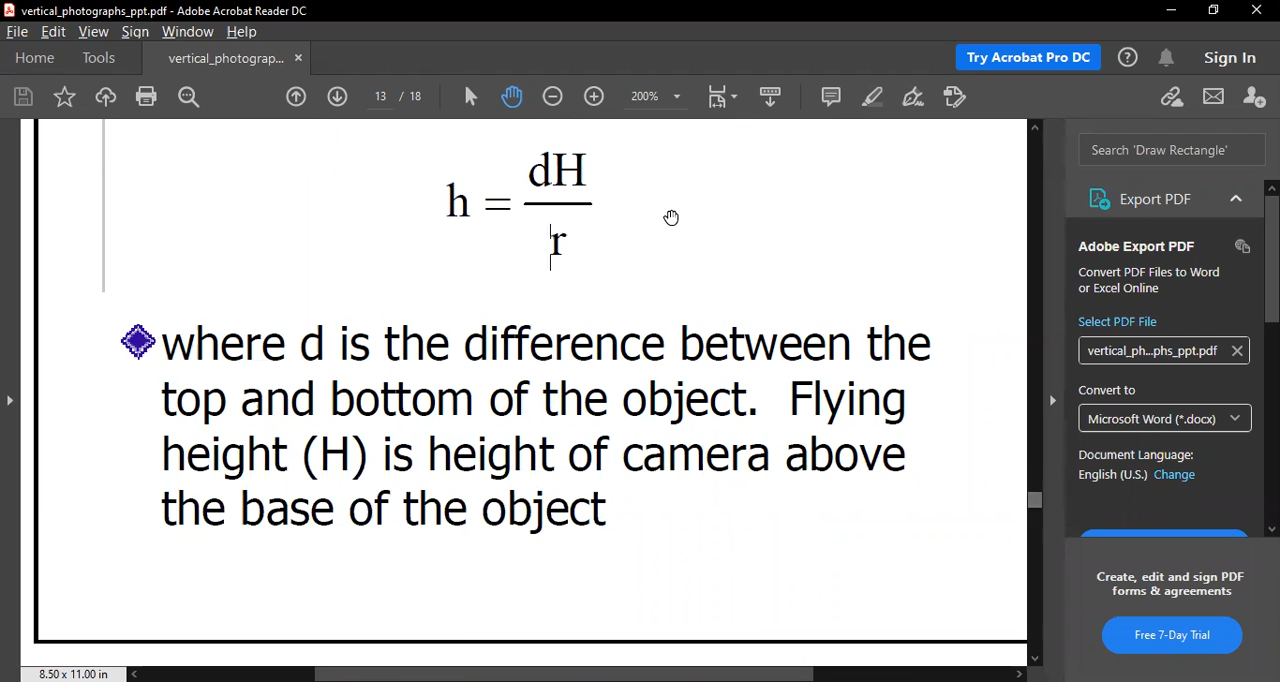 vertical_photographs_ppt.pdf - Adobe Acrobat Reader DC
File Edit View Sign Window Help
Home Tools vertical_photograp... ×
Try Adobe Pro DC
Sign In
13 / 18
200%
Search 'Draw Rectangle'
h = dH
r
Export PDF
Adobe Export PDF
Convert PDF Files to Word
or Excel Online
Select PDF File
vertical_ph...phs_ppt.pdf
Convert to
Microsoft Word (*.docx)
Document Language:
English (U.S.) Change
where d is the difference between the
top and bottom of the object. Flying
height (H) is height of camera above
the base of the object
Create, edit and sign PDF
forms & agreements
Free 7-Day Trial
8.50 x 11.00 in